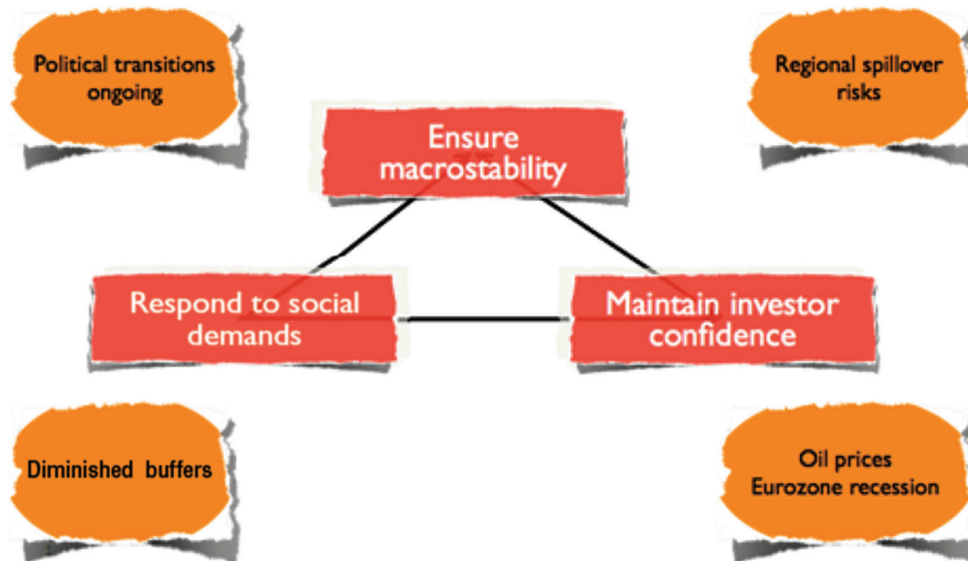 Political transitions
ongoing
Regional spillover
risks
Ensure
macrostability
Respond to social
demands
Maintain investor
confidence
Diminished buffers
Oil prices
Eurozone recession